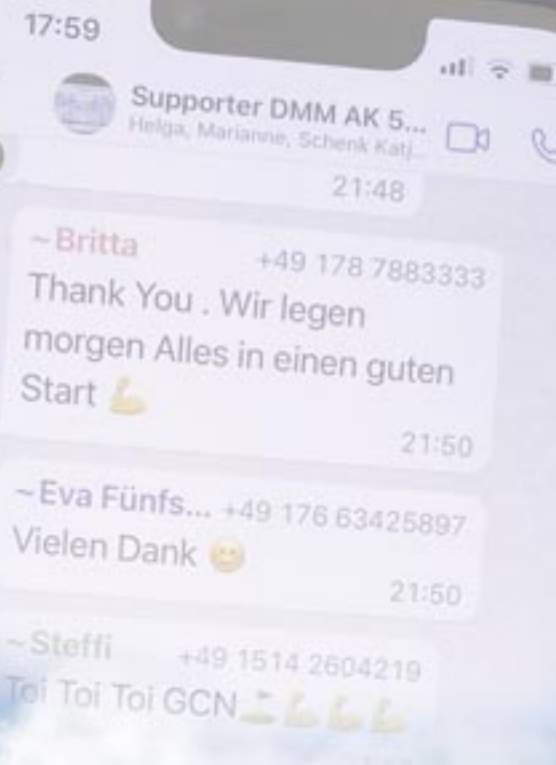 17:59
Supporter DMM AK 5...
Helga, Marianne, Schenk Katj...
21:48
~Britta +49 178 7883333
Thank You . Wir legen
morgen Alles in einen guten
Start 💪
21:50
~Eva Fünfs... +49 176 63425897
Vielen Dank 😊
21:50
~Steffi +49 1514 2604219
Toi Toi Toi GCN⛳💪💪💪